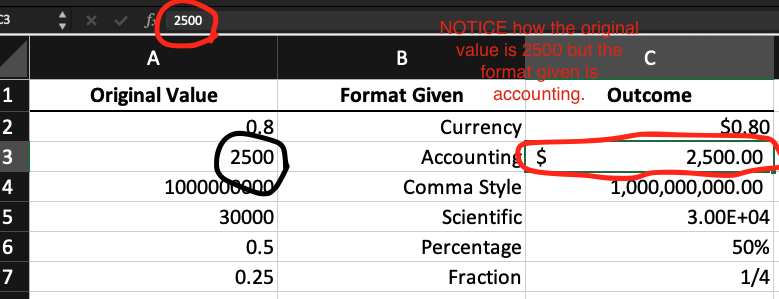 C3 fx 2500
NOTICE how the original
value is 2500 but the
format given is
accounting.
A B C
1 Original Value Format Given Outcome
2 0.8 Currency $0.80
3 2500 Accounting $ 2,500.00
4 1000000000 Comma Style 1,000,000,000.00
5 30000 Scientific 3.00E+04
6 0.5 Percentage 50%
7 0.25 Fraction 1/4